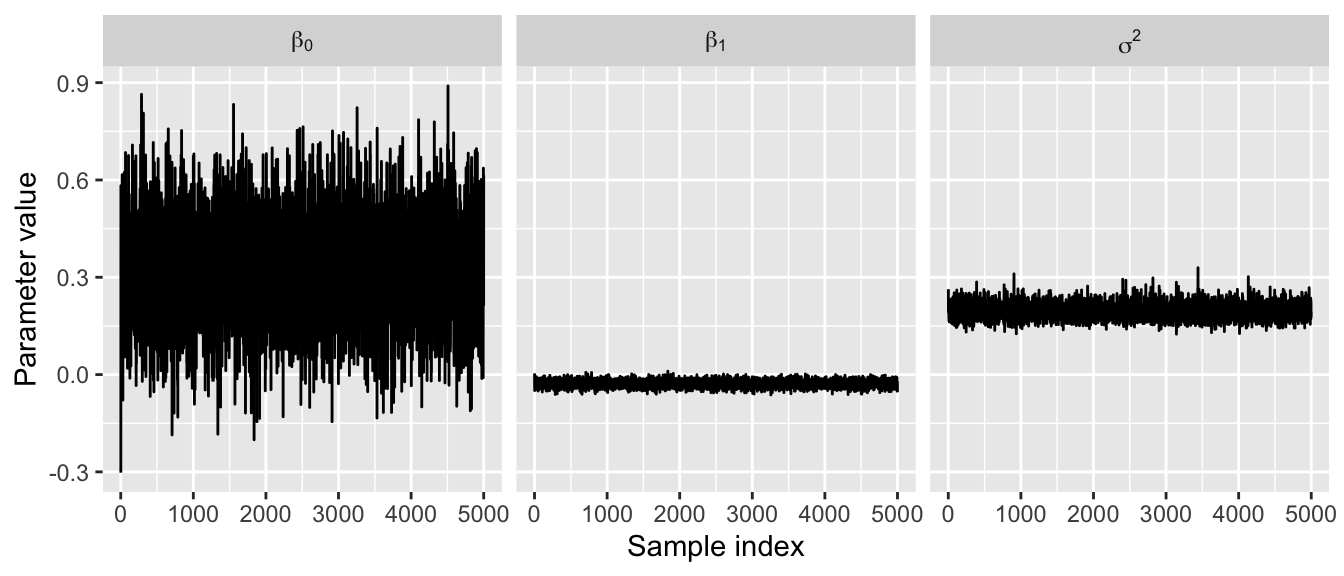 β₀ β₁ σ²
0.9
0.6
0.3
0.0
-0.3
Parameter value
0 1000 2000 3000 4000 5000 0 1000 2000 3000 4000 5000 0 1000 2000 3000 4000 5000
Sample index